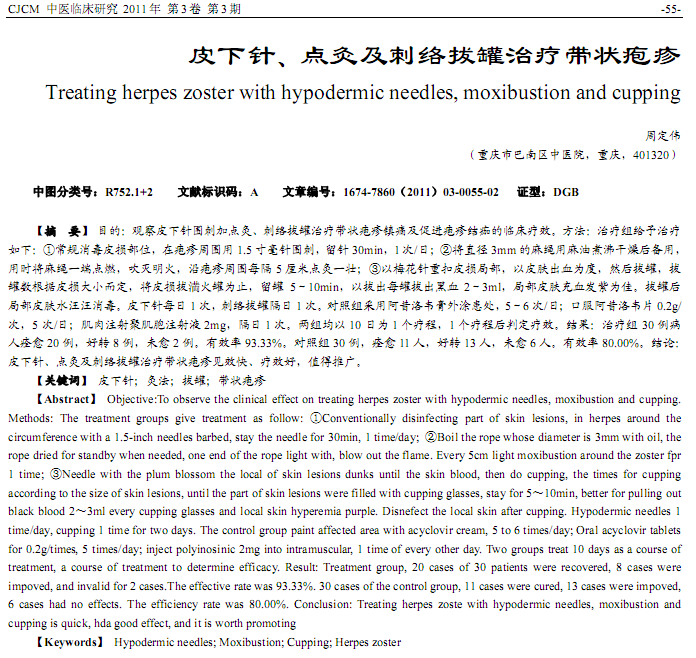 CJCM 中医临床研究 2011年 第3卷 第3期 -55-
皮下针、点灸及刺络拔罐治疗带状疱疹
Treating herpes zoster with hypodermic needles, moxibustion and cupping
周定伟
（重庆市巴南区中医院，重庆，401320）
中图分类号：R752.1+2 文献标识码：A 文章编号：1674-7860（2011）03-0055-02 证型：DGB
【摘 要】目的：观察皮下针围刺加点灸、刺络拔罐治疗带状疱疹镇痛及促进疱疹结痂的临床疗效。方法：治疗组给予治疗
如下：①常规消毒皮损部位，在疱疹周围用 1.5 寸毫针围刺，留针 30min，1 次/日；②将直径 3mm 的麻绳用麻油煮沸干燥后备用，
用时将麻绳一端点燃，吹灭明火，沿疱疹周围每隔 5 厘米点灸一壮；③以梅花针重扣皮损局部，以皮肤出血为度，然后拔罐，拔
罐数根据皮损大小而定，将皮损拔满火罐为止，留罐 5～10min，以拔出每罐拔出黑血 2～3ml，局部皮肤充血发紫为佳。拔罐后
局部皮肤水汪汪消毒。皮下针每日 1 次，刺络拔罐隔日 1 次。对照组采用阿昔洛韦膏外涂患处，5～6 次/日；口服阿昔洛韦片 0.2g/
次，5 次/日；肌肉注射聚肌胞注射液 2mg，隔日 1 次。两组均以 10 日为 1 个疗程，1 个疗程后判定疗效。结果：治疗组 30 例病
人痊愈 20 例，好转 8 例，未愈 2 例。有效率 93.33%。对照组 30 例，痊愈 11 人，好转 13 人，未愈 6 人。有效率 80.00%。结论：
皮下针、点灸及刺络拔罐治疗带状疱疹见效快、疗效好，值得推广。
【关键词】皮下针；灸法；拔罐；带状疱疹
【Abstract】Objective:To observe the clinical effect on treating herpes zoster with hypodermic needles, moxibustion and cupping.
Methods: The treatment groups give treatment as follow: ①Conventionally disinfecting part of skin lesions, in herpes around the
circumference with a 1.5-inch needles barbed, stay the needle for 30min, 1 time/day; ②Boil the rope whose diameter is 3mm with oil, the
rope dried for standby when needed, one end of the rope light with, blow out the flame. Every 5cm light moxibustion around the zoster fpr
1 time; ③Needle with the plum blossom the local of skin lesions dunks until the skin blood, then do cupping, the times for cupping
according to the size of skin lesions, until the part of skin lesions were filled with cupping glasses, stay for 5～10min, better for pulling out
black blood 2～3ml every cupping glasses and local skin hyperemia purple. Disnefect the local skin after cupping. Hypodermic needles 1
time/day, cupping 1 time for two days. The control group paint affected area with acyclovir cream, 5 to 6 times/day; Oral acyclovir tablets
for 0.2g/times, 5 times/day; inject polyinosinic 2mg into intramuscular, 1 time of every other day. Two groups treat 10 days as a course of
treatment, a course of treatment to determine efficacy. Result: Treatment group, 20 cases of 30 patients were recovered, 8 cases were
impoved, and invalid for 2 cases.The effective rate was 93.33%. 30 cases of the control group, 11 cases were cured, 13 cases were impoved,
6 cases had no effects. The efficiency rate was 80.00%. Conclusion: Treating herpes zoste with hypodermic needles, moxibustion and
cupping is quick, hda good effect, and it is worth promoting
【Keywords】Hypodermic needles; Moxibustion; Cupping; Herpes zoster